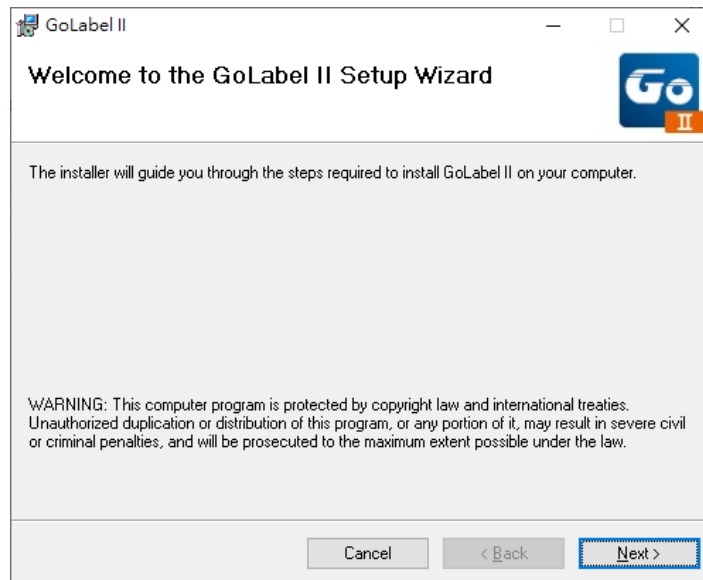 GoLabel II
Welcome to the GoLabel II Setup Wizard
Go
II
The installer will guide you through the steps required to install GoLabel II on your computer.
WARNING: This computer program is protected by copyright law and international treaties.
Unauthorized duplication or distribution of this program, or any portion of it, may result in severe civil
or criminal penalties, and will be prosecuted to the maximum extent possible under the law.
Cancel
< Back
Next >